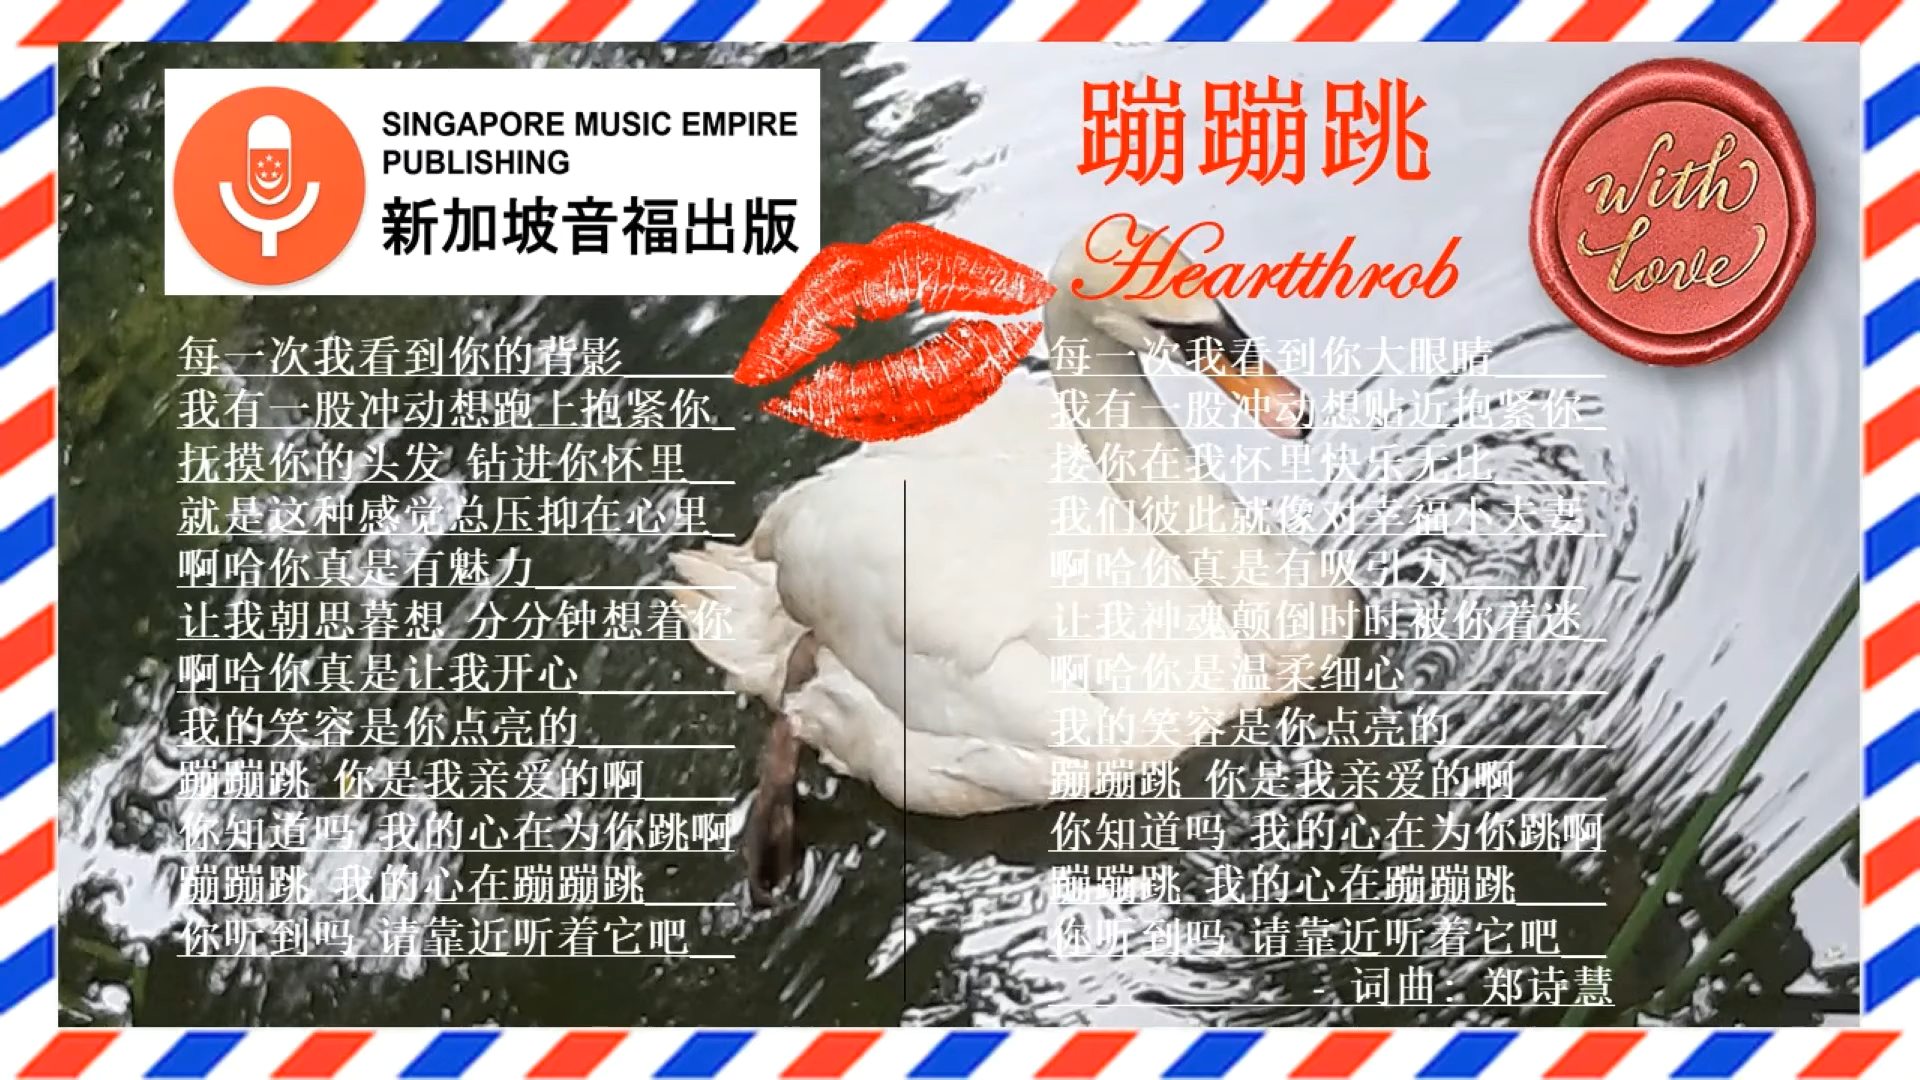 SINGAPORE MUSIC EMPIRE
PUBLISHING
新加坡音福出版
蹦蹦跳
Heartthrob
With
Love
每一次我看到你的背影
我有一股冲动想跑上抱紧你
抚摸你的头发 钻进你怀里
就是这种感觉总压抑在心里
啊哈你真是有魅力
让我朝思暮想 分分钟想着你
啊哈你真是让我开心
我的笑容是你点亮的
蹦蹦跳 你是我亲爱的啊
你知道吗 我的心在为你跳啊
蹦蹦跳 我的心在蹦蹦跳
你听到吗 请靠近听着它吧
每一次我看到你大眼睛
我有一股冲动想贴近抱紧你
搂你在我怀里快乐无比
我们彼此就像对幸福小夫妻
啊哈你真是有吸引力
让我神魂颠倒时时被你着迷
啊哈你是温柔细心
我的笑容是你点亮的
蹦蹦跳 你是我亲爱的啊
你知道吗 我的心在为你跳啊
蹦蹦跳 我的心在蹦蹦跳
你听到吗 请靠近听着它吧
- 词曲：郑诗慧